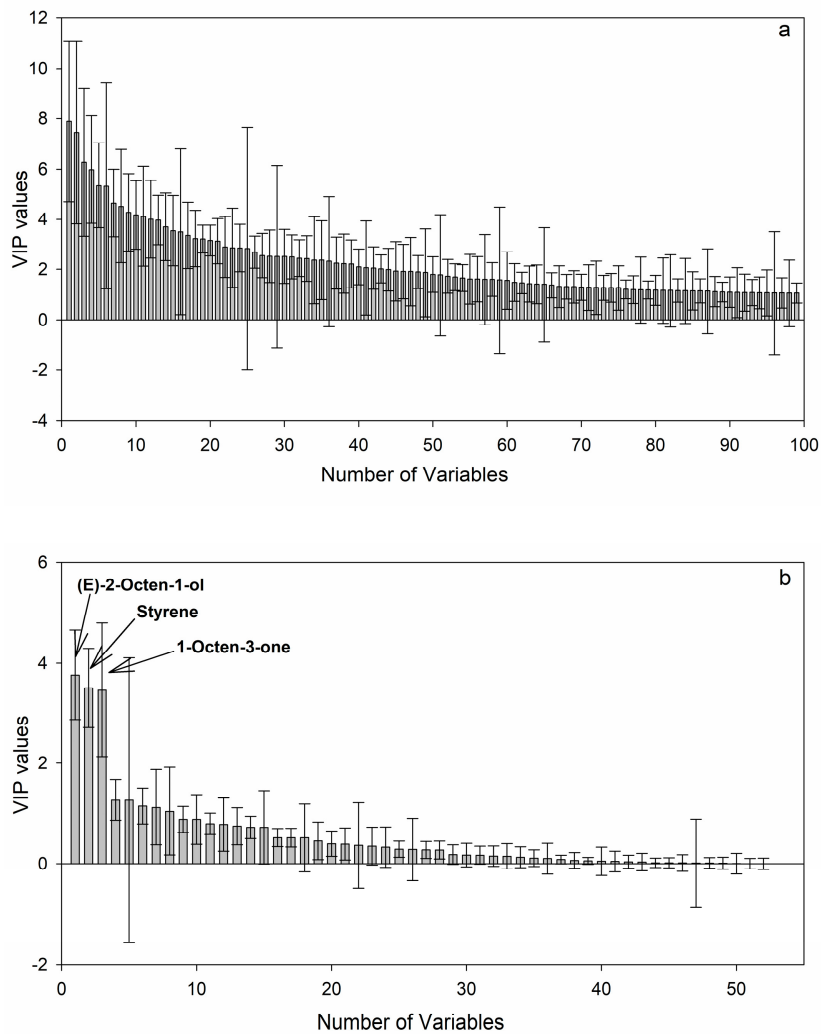 12
a
10
8
6
4
2
0
-2
-4
VIP values
0 10 20 30 40 50 60 70 80 90 100
Number of Variables
6
b
(E)-2-Octen-1-ol
Styrene
1-Octen-3-one
4
2
0
-2
VIP values
0 10 20 30 40 50
Number of Variables